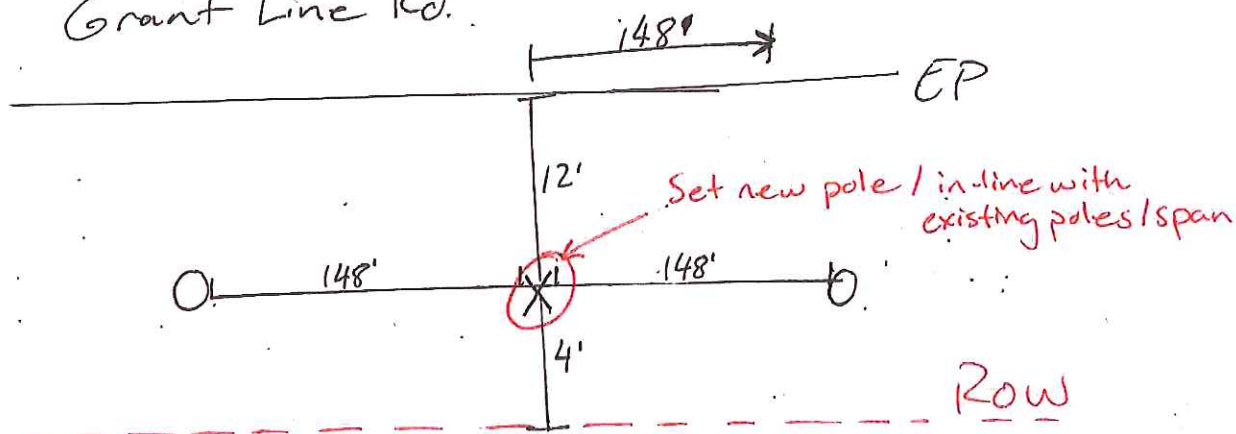 Grant Line Rd.
148'
EP
12'
Set new pole / in-line with
existing poles/span
148'
148'
4'
ROW